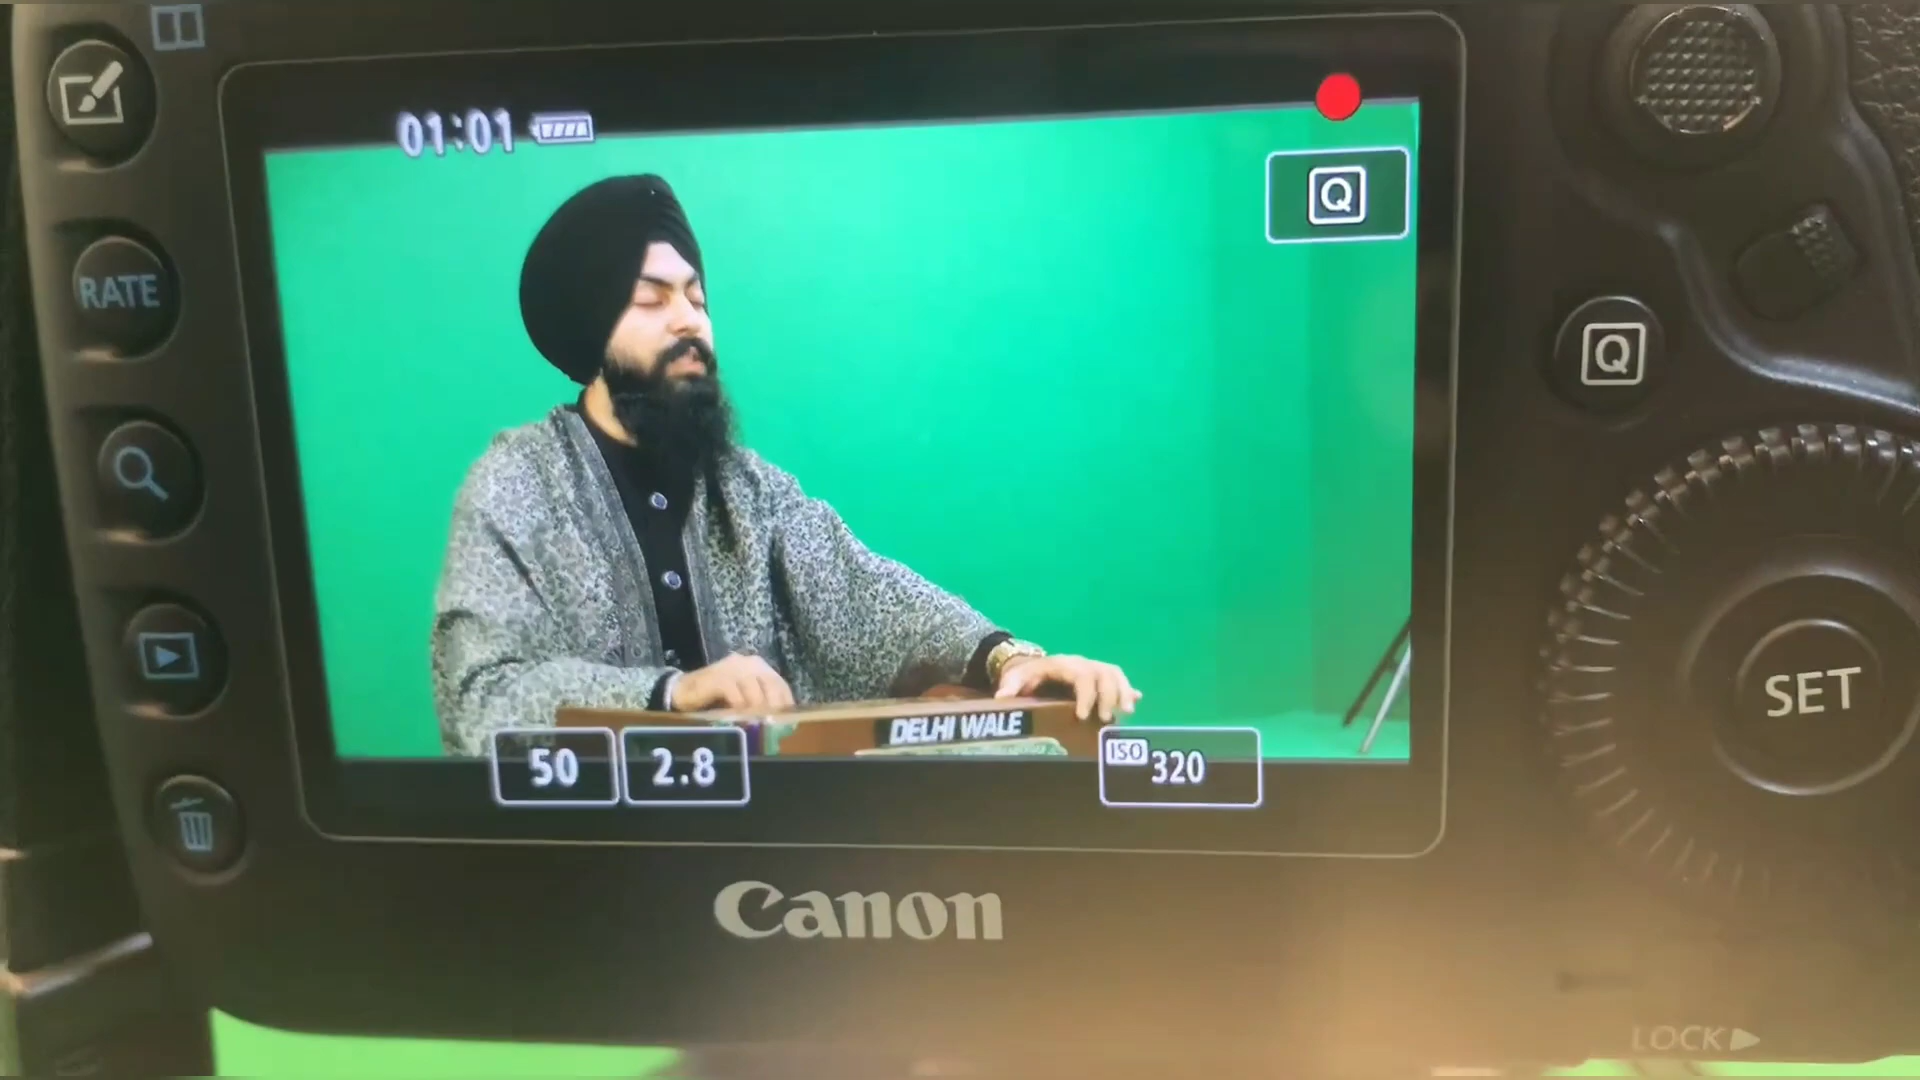 01:01
Q
RATE
Q
DELHI WALE
SET
50
2.8
ISO 320
Canon
LOCK